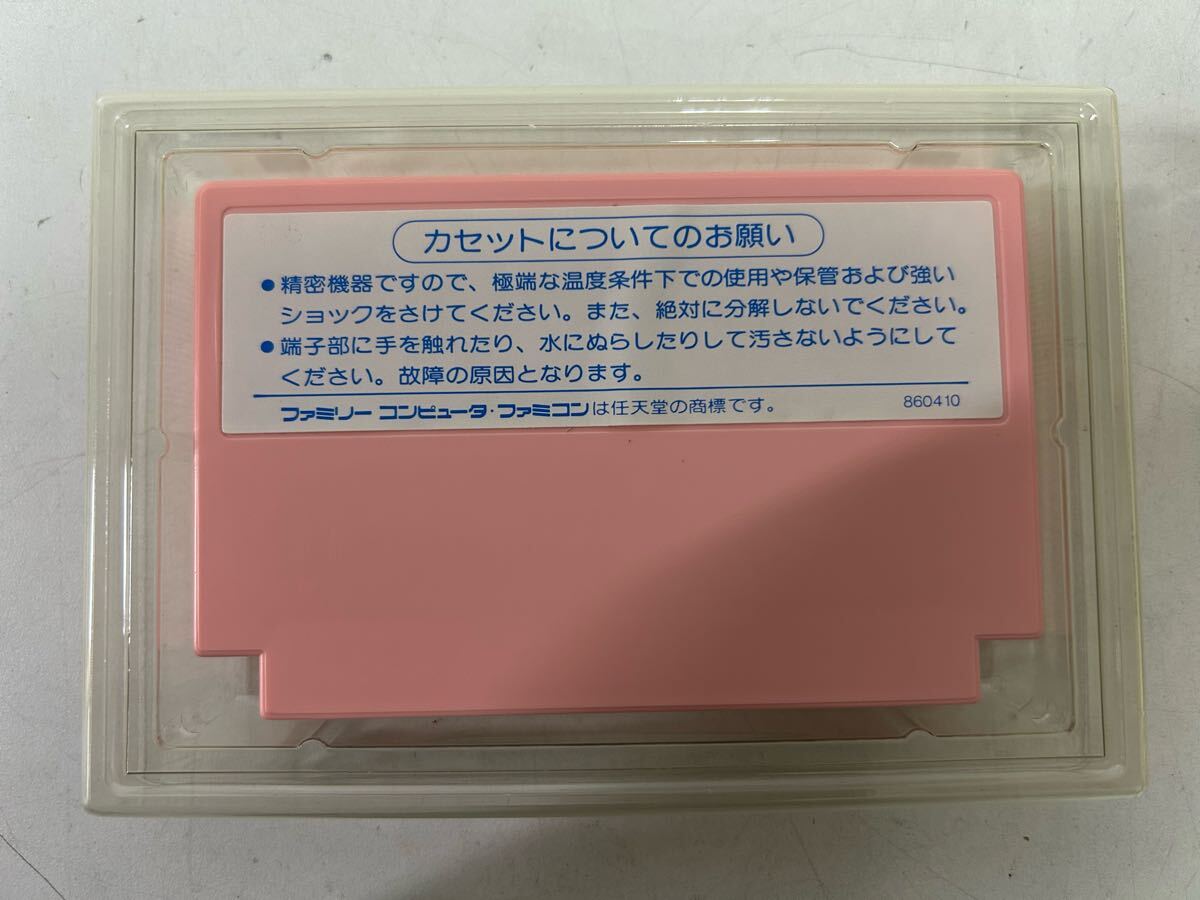 カセットについてのお願い
●精密機器ですので、極端な温度条件下での使用や保管および強い
ショックをさけてください。また、絶対に分解しないでください。
●端子部に手を触れたり、水にぬらしたりして汚さないようにして
ください。故障の原因となります。
ファミリー コンピュータ・ファミコンは任天堂の商標です。 860410